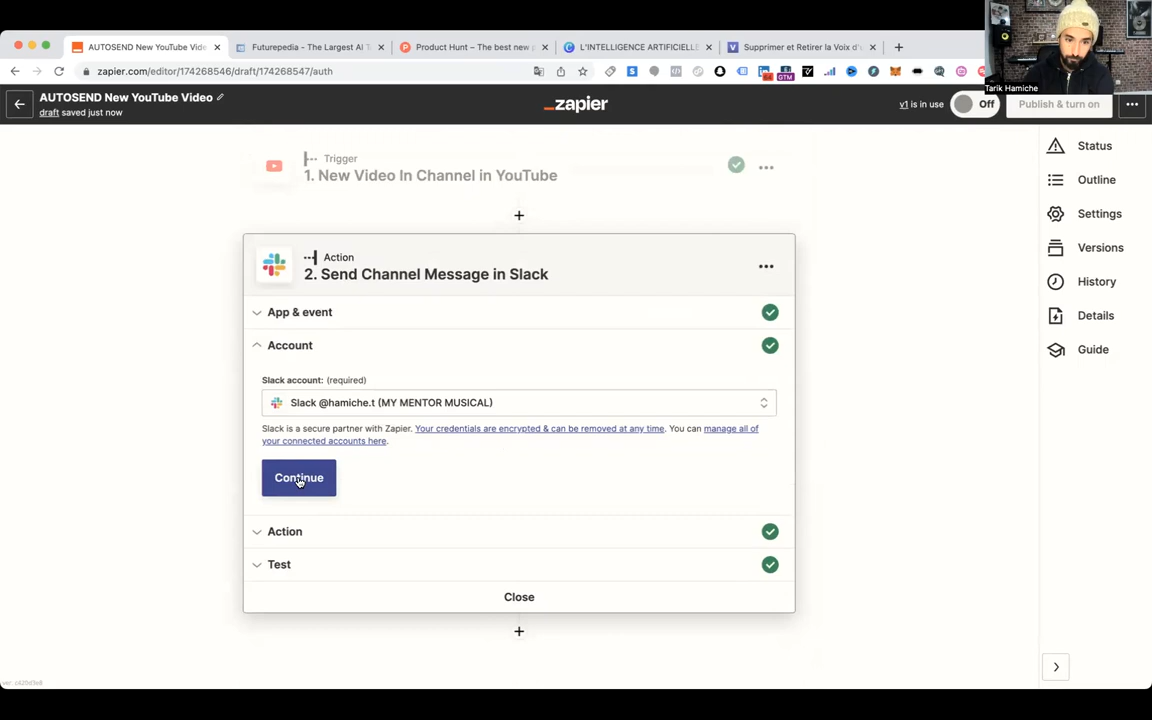 AUTOSEND New YouTube Vide
Futurepedia - The Largest AI T
Product Hunt – The best new p
L'INTELLIGENCE ARTIFICIELLE
Supprimer et Retirer la Voix d'
zapier.com/editor/174268546/draft/174268547/auth
Tarik Hamiche
AUTOSEND New YouTube Video
draft saved just now
_zapier
v1 is in use
Off
Publish & turn on
Trigger
1. New Video In Channel in YouTube
Action
2. Send Channel Message in Slack
App & event
Account
Slack account: (required)
Slack @hamiche.t (MY MENTOR MUSICAL)
Slack is a secure partner with Zapier. Your credentials are encrypted & can be removed at any time. You can manage all of
your connected accounts here.
Continue
Action
Test
Close
Status
Outline
Settings
Versions
History
Details
Guide